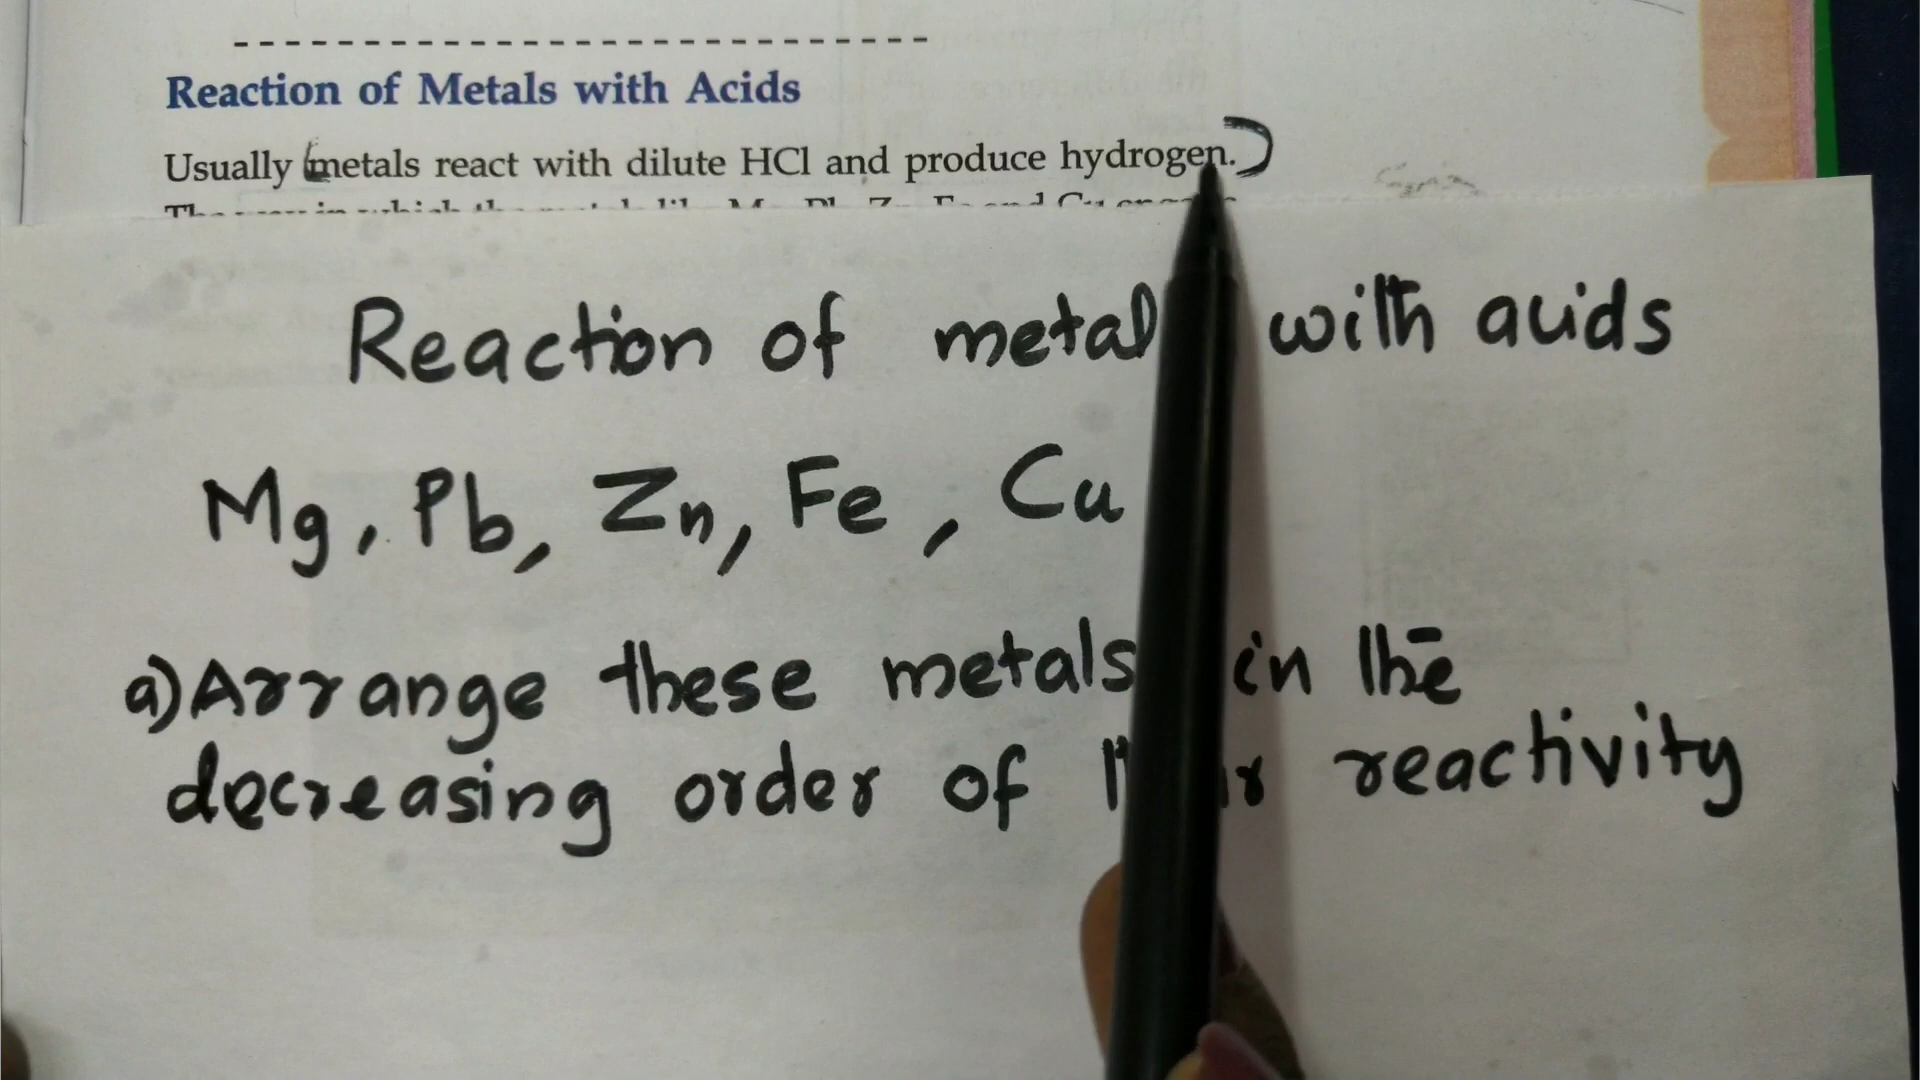 Reaction of Metals with Acids
Usually metals react with dilute HCl and produce hydrogen.
Reaction of metal with acids
Mg, Pb, Zn, Fe, Cu
a) Arrange these metals in the
decreasing order of reactivity